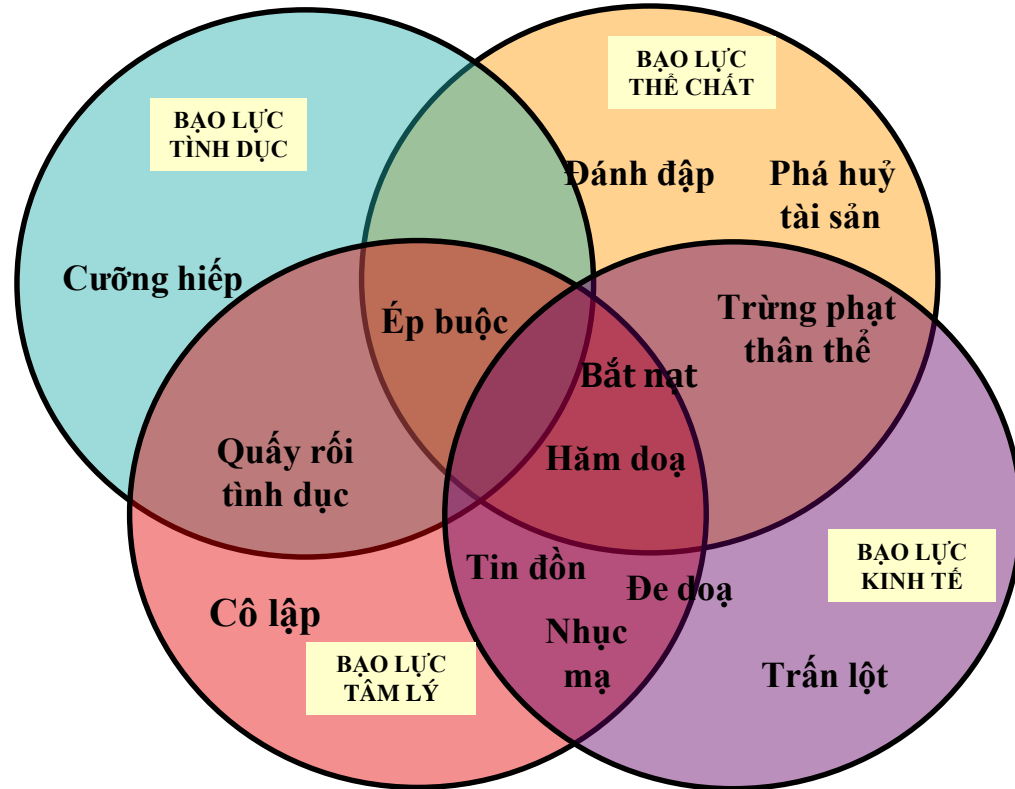 BẠO LỰC
THỂ CHẤT
BẠO LỰC
TÌNH DỤC
Đánh đập
Phá huỷ
tài sản
Cưỡng hiếp
Ép buộc
Trừng phạt
thân thể
Bắt nạt
Quấy rối
tình dục
Hăm doạ
Tin đồn
Đe doạ
BẠO LỰC
KINH TẾ
Cô lập
Nhục
mạ
BẠO LỰC
TÂM LÝ
Trấn lột